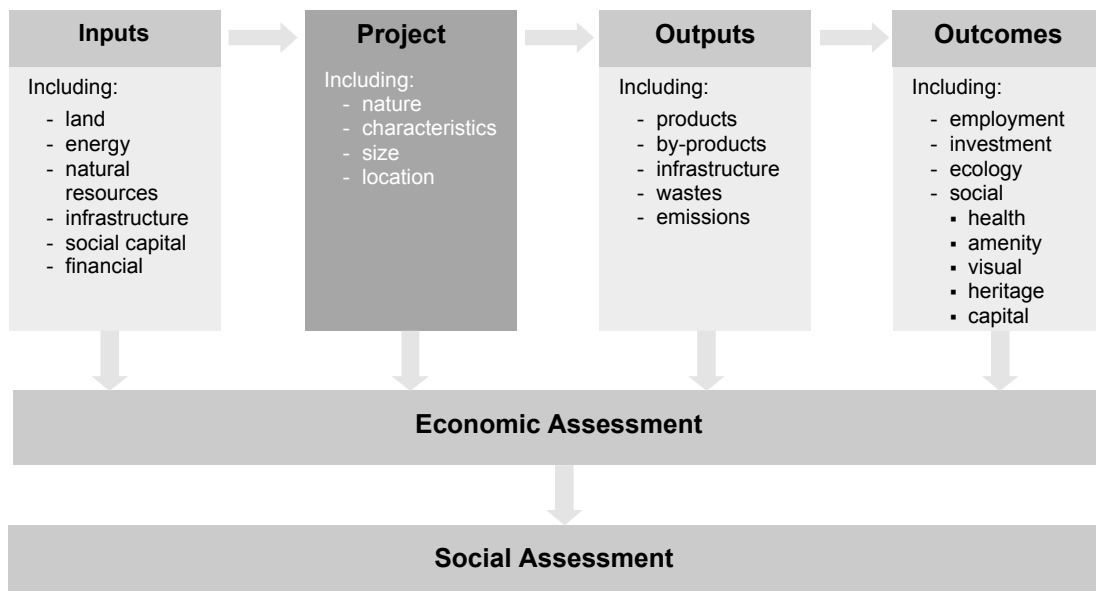 Inputs
Including:
- land
- energy
- natural
resources
- infrastructure
- social capital
- financial
Project
Including:
- nature
- characteristics
- size
- location
Outputs
Including:
- products
- by-products
- infrastructure
- wastes
- emissions
Outcomes
Including:
- employment
- investment
- ecology
- social
▪ health
▪ amenity
▪ visual
▪ heritage
▪ capital
Economic Assessment
Social Assessment